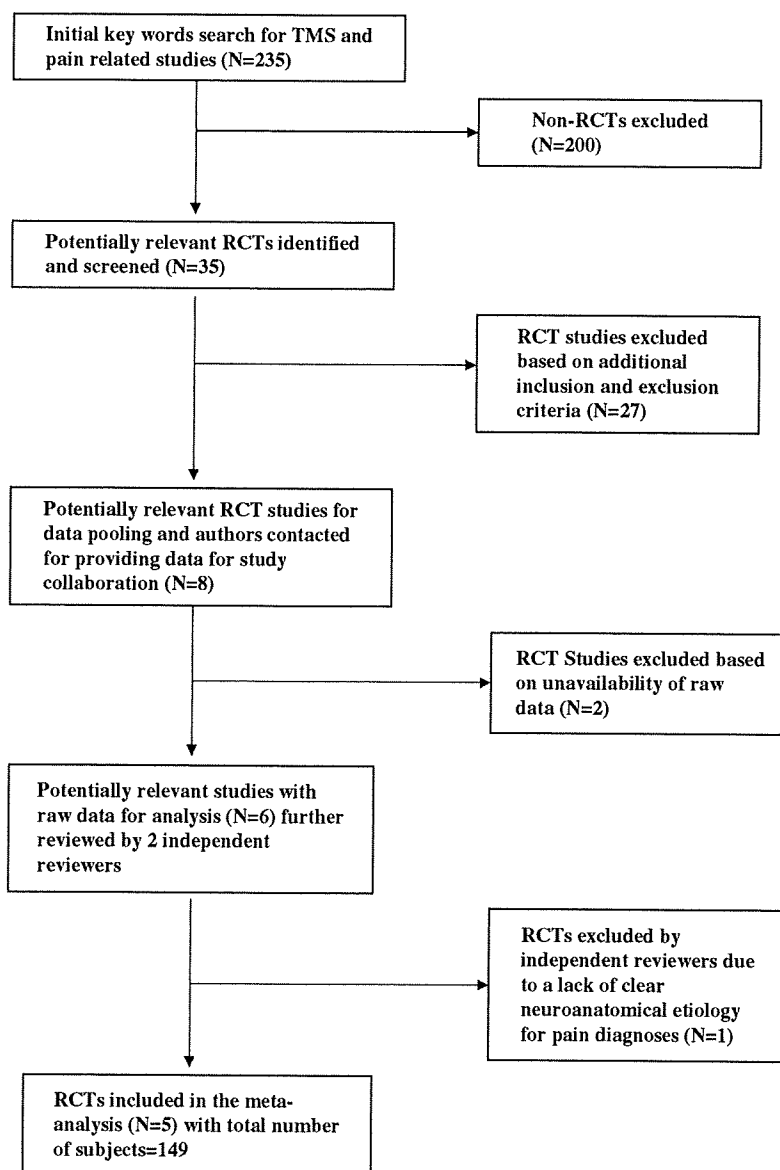 Initial key words search for TMS and
pain related studies (N=235)
Non-RCTs excluded
(N=200)
Potentially relevant RCTs identified
and screened (N=35)
RCT studies excluded
based on additional
inclusion and exclusion
criteria (N=27)
Potentially relevant RCT studies for
data pooling and authors contacted
for providing data for study
collaboration (N=8)
RCT Studies excluded based
on unavailability of raw
data (N=2)
Potentially relevant studies with
raw data for analysis (N=6) further
reviewed by 2 independent
reviewers
RCTs excluded by
independent reviewers due
to a lack of clear
neuroanatomical etiology
for pain diagnoses (N=1)
RCTs included in the meta-
analysis (N=5) with total number
of subjects=149